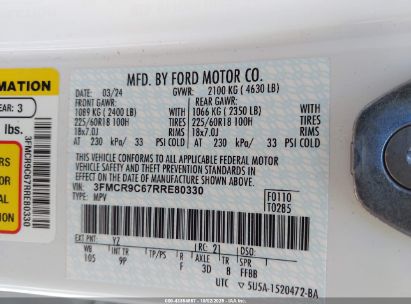 MFD. BY FORD MOTOR CO.
DATE: 03/24 GVWR: 2100 KG ( 4630 LB)
FRONT GAWR: REAR GAWR:
1089 KG ( 2400 LB) WITH 1066 KG ( 2350 LB) WITH
225/60R18 100H TIRES 225/60R18 100H TIRES
18x7.0J RIMS 18x7.0J RIMS
AT 230 kPa/ 33 PSI COLD AT 230 kPa/ 33 PSI COLD
THIS VEHICLE CONFORMS TO ALL APPLICABLE FEDERAL MOTOR
VEHICLE SAFETY AND THEFT PREVENTION STANDARDS IN
EFFECT ON THE DATE OF MANUFACTURE SHOWN ABOVE.
VIN: 3FMCR9C67RRE80330 F0110
TYPE: MPV T0285
EXT PNT: YZ RC: 21 DSO:
WB INT TR TP/PS R AXLE TR SPR
105 9P F 3D 8 FFBB
UTC ▽ 5U5A-1520472-BA
RMATION
EAR: 3
lbs.
3FMCR9C67RRE80330